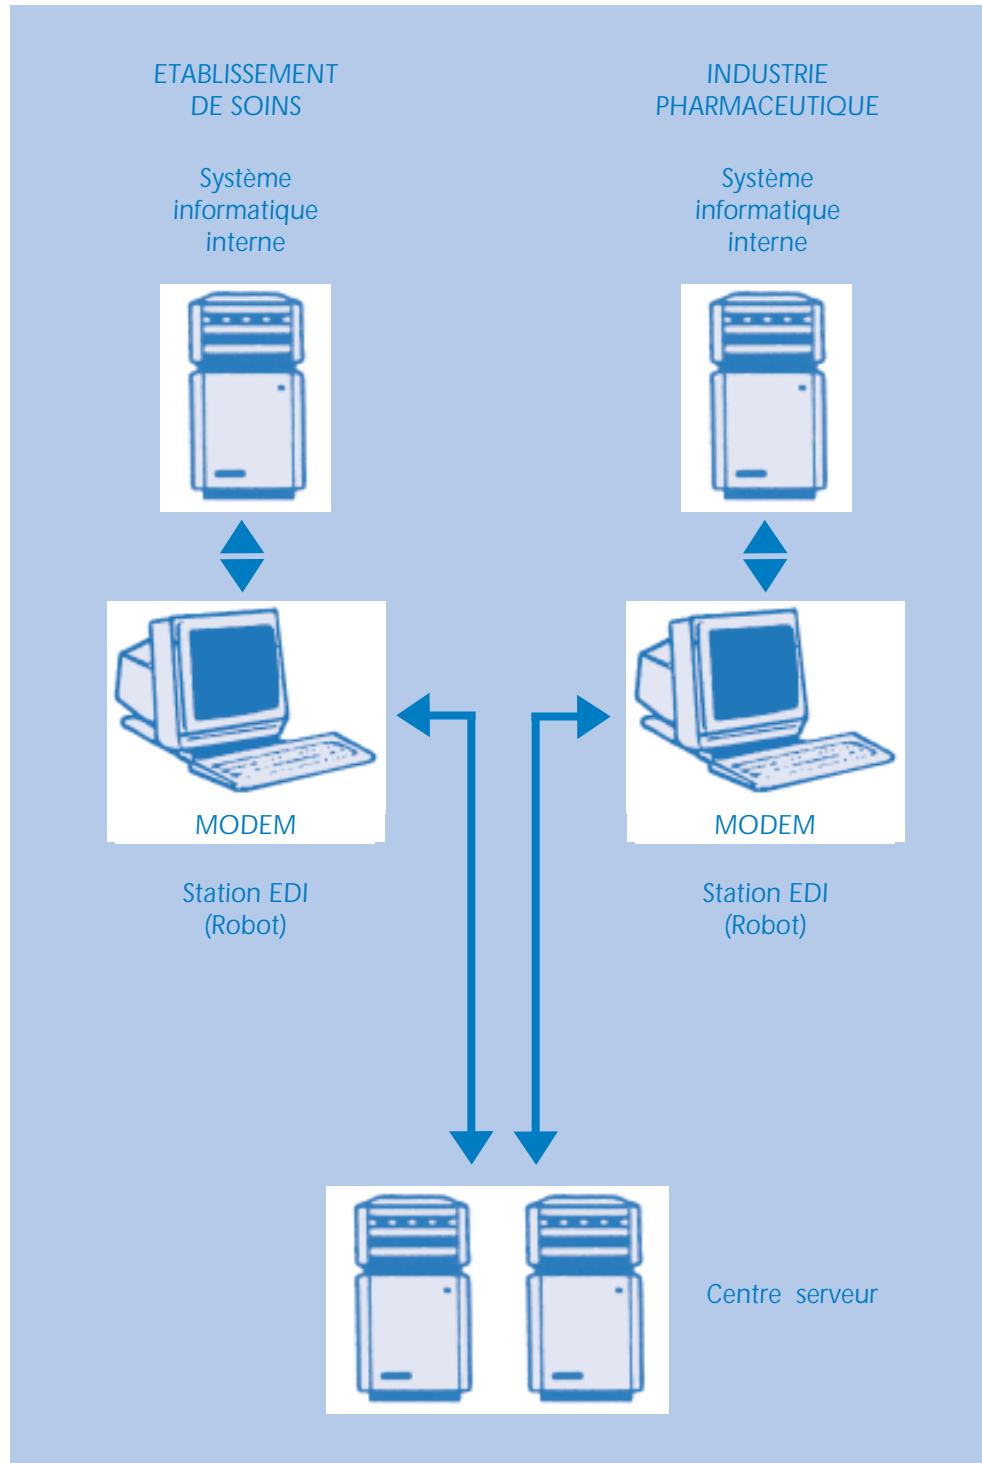 ETABLISSEMENT
DE SOINS
Système
informatique
interne
MODEM
Station EDI
(Robot)
INDUSTRIE
PHARMACEUTIQUE
Système
informatique
interne
MODEM
Station EDI
(Robot)
Centre serveur